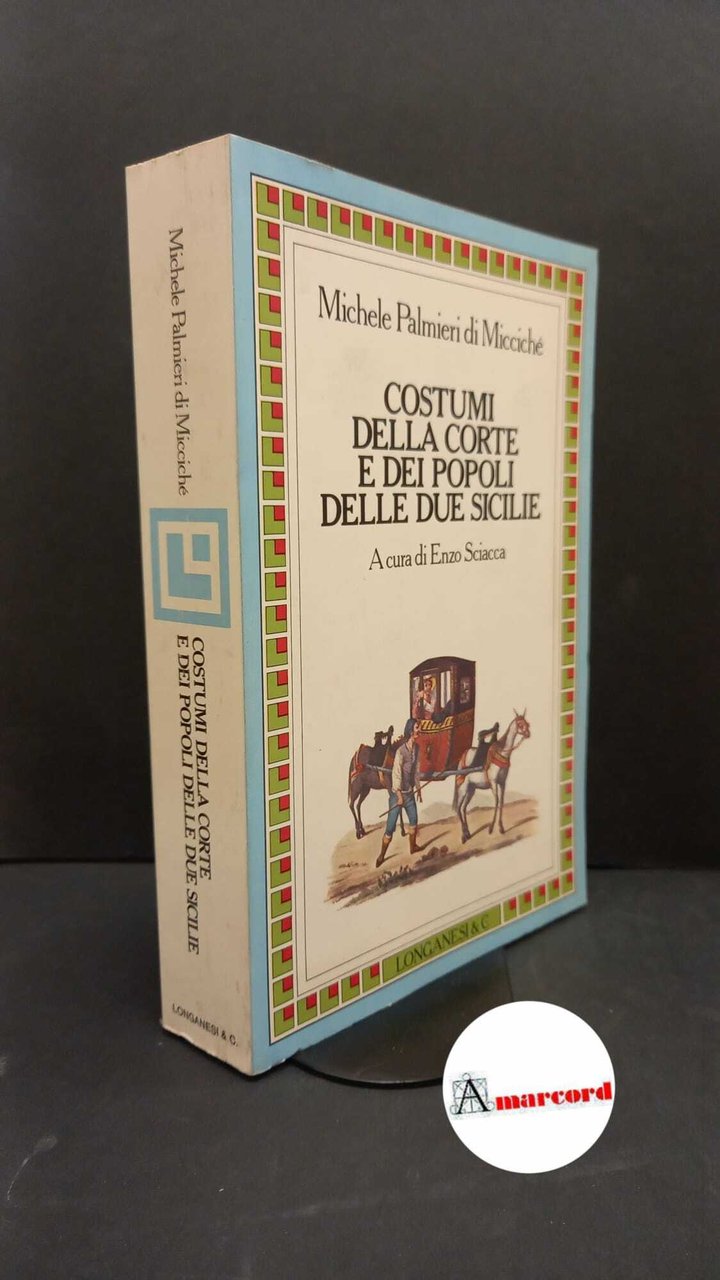 Michele Palmieri di Micciché
COSTUMI DELLA CORTE
E DEI POPOLI DELLE DUE SICILIE
LONGANESI & C.
Michele Palmieri di Micciché
COSTUMI
DELLA CORTE
E DEI POPOLI
DELLE DUE SICILIE
A cura di Enzo Sciacca
LONGANESI & C.
Amarcord